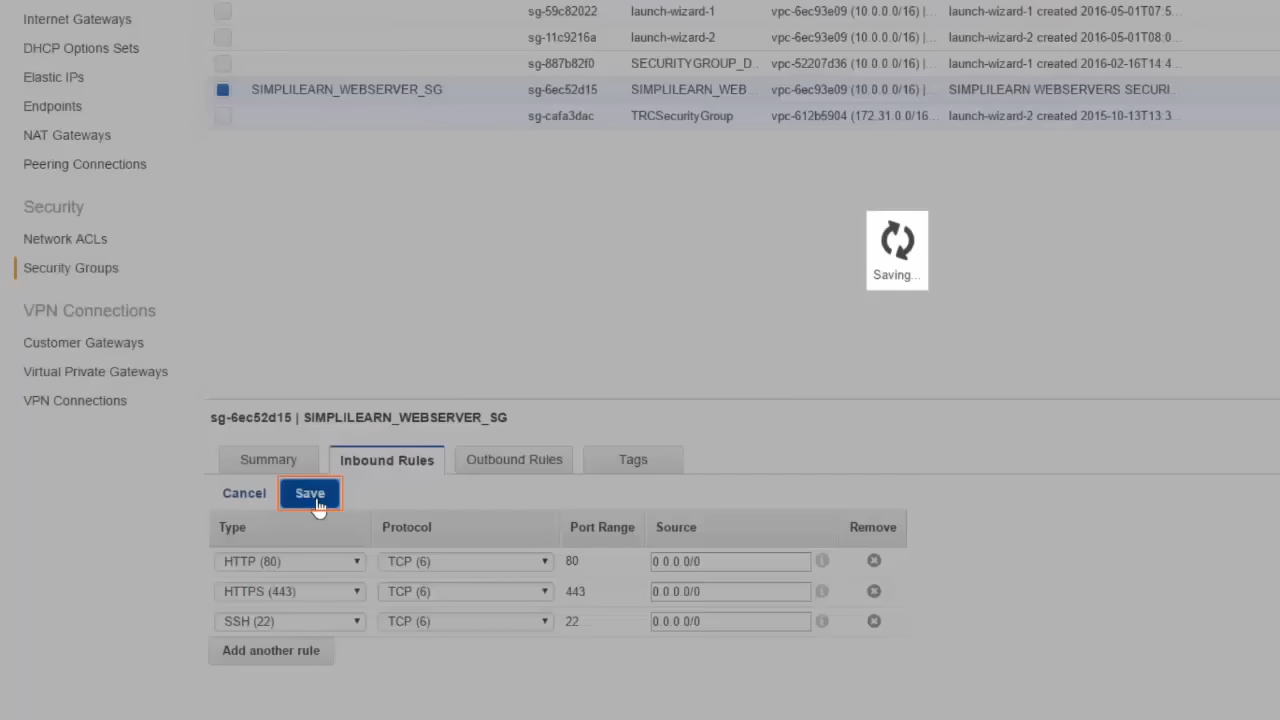 Internet Gateways
DHCP Options Sets
Elastic IPs
Endpoints
NAT Gateways
Peering Connections
Security
Network ACLs
Security Groups
VPN Connections
Customer Gateways
Virtual Private Gateways
VPN Connections
sg-59c82022 launch-wizard-1 vpc-6ec93e09 (10.0.0.0/16) |... launch-wizard-1 created 2016-05-01T07:5...
sg-11c9216a launch-wizard-2 vpc-6ec93e09 (10.0.0.0/16) |... launch-wizard-2 created 2016-05-01T08:0...
sg-887b82f0 SECURITYGROUP_D... vpc-52207d36 (10.0.0.0/16) |... launch-wizard-1 created 2016-02-16T14:4...
SIMPLILEARN_WEBSERVER_SG sg-6ec52d15 SIMPLILEARN_WEB... vpc-6ec93e09 (10.0.0.0/16) |... SIMPLILEARN WEBSERVERS SECURI...
sg-cafa3dac TRCSecurityGroup vpc-612b5904 (172.31.0.0/16... launch-wizard-2 created 2015-10-13T13:3...
Saving...
sg-6ec52d15 | SIMPLILEARN_WEBSERVER_SG
Summary Inbound Rules Outbound Rules Tags
Cancel Save
Type Protocol Port Range Source Remove
HTTP (80) TCP (6) 80 0.0.0.0/0
HTTPS (443) TCP (6) 443 0.0.0.0/0
SSH (22) TCP (6) 22 0.0.0.0/0
Add another rule